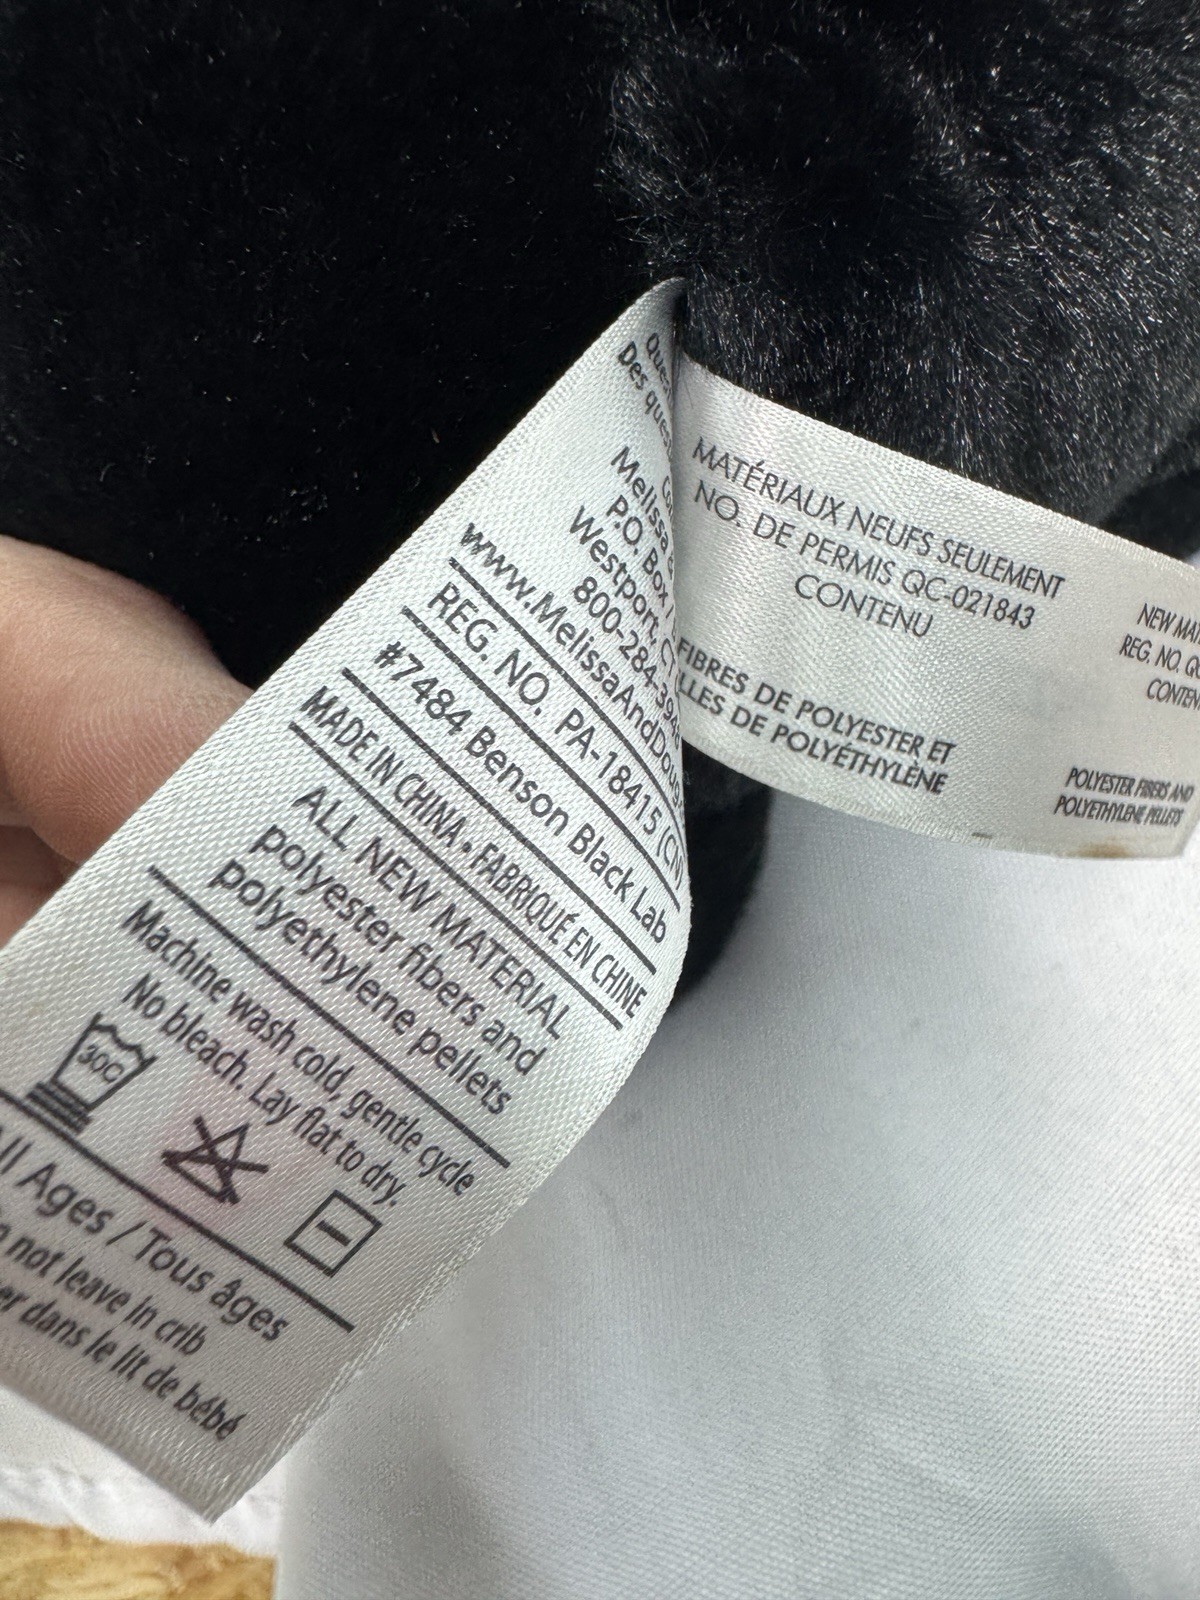 Des
Melissa &
P.O. Box
Westport, CT
800-284-394
www.MelissaAndDoug
REG. NO. PA-18415 (CN)
#7484 Benson Black Lab
MADE IN CHINA • FABRIQUÉ EN CHINE
ALL NEW MATERIAL
polyester fibers and
polyethylene pellets
Machine wash cold, gentle cycle
No bleach. Lay flat to dry.
30C
All Ages / Tous âges
not leave in crib
dans le lit de bébé
MATÉRIAUX NEUFS SEULEMENT
NO. DE PERMIS QC-021843
CONTENU
FIBRES DE POLYESTER ET
LLES DE POLYÉTHYLÈNE
NEW MAT
REG. NO. QC
CONTEN
POLYESTER FIBERS AND
POLYETHYLENE PELLETS